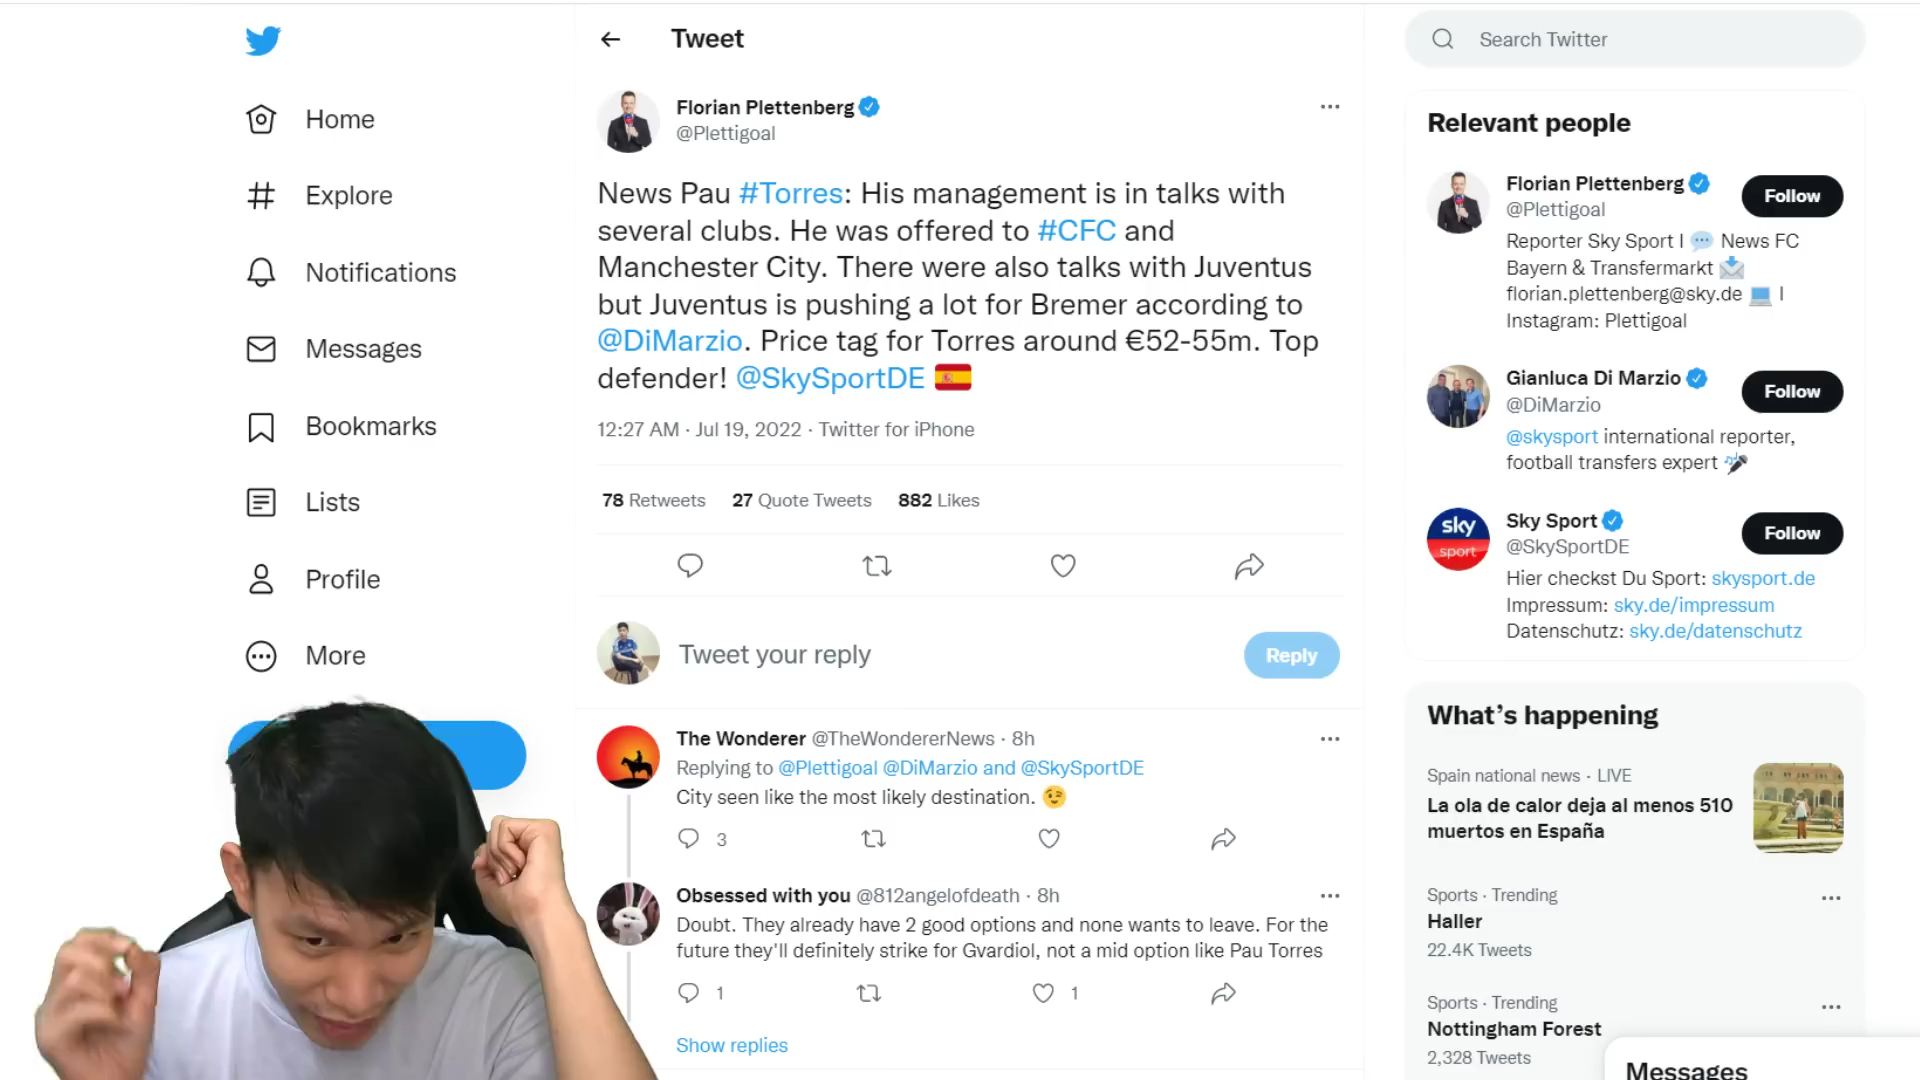 Home
Explore
Notifications
Messages
Bookmarks
Lists
Profile
More
Tweet
Florian Plettenberg
@Plettigoal
News Pau #Torres: His management is in talks with
several clubs. He was offered to #CFC and
Manchester City. There were also talks with Juventus
but Juventus is pushing a lot for Bremer according to
@DiMarzio. Price tag for Torres around €52-55m. Top
defender! @SkySportDE
12:27 AM · Jul 19, 2022 · Twitter for iPhone
78 Retweets 27 Quote Tweets 882 Likes
Tweet your reply
Reply
The Wonderer @TheWondererNews · 8h
Replying to @Plettigoal @DiMarzio and @SkySportDE
City seen like the most likely destination.
3
Obsessed with you @812angelofdeath · 8h
Doubt. They already have 2 good options and none wants to leave. For the
future they'll definitely strike for Gvardiol, not a mid option like Pau Torres
1 1
Show replies
Search Twitter
Relevant people
Florian Plettenberg
@Plettigoal
Follow
Reporter Sky Sport I News FC
Bayern & Transfermarkt
florian.plettenberg@sky.de I
Instagram: Plettigoal
Gianluca Di Marzio
@DiMarzio
Follow
@skysport international reporter,
football transfers expert
sky
sport
Sky Sport
@SkySportDE
Follow
Hier checkst Du Sport: skysport.de
Impressum: sky.de/impressum
Datenschutz: sky.de/datenschutz
What's happening
Spain national news · LIVE
La ola de calor deja al menos 510
muertos en España
Sports · Trending
Haller
22.4K Tweets
Sports · Trending
Nottingham Forest
2,328 Tweets
Messages